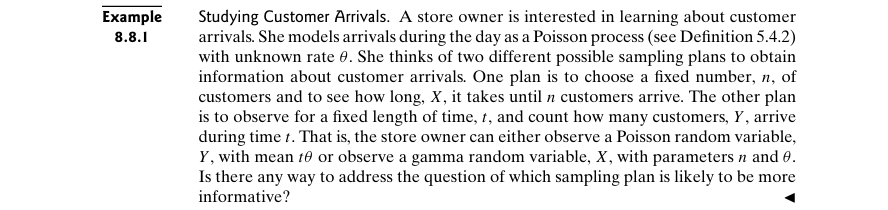 Example
8.8.1
Studying Customer Arrivals. A store owner is interested in learning about customer
arrivals. She models arrivals during the day as a Poisson process (see Definition 5.4.2)
with unknown rate θ. She thinks of two different possible sampling plans to obtain
information about customer arrivals. One plan is to choose a fixed number, n, of
customers and to see how long, X, it takes until n customers arrive. The other plan
is to observe for a fixed length of time, t, and count how many customers, Y, arrive
during time t. That is, the store owner can either observe a Poisson random variable,
Y, with mean tθ or observe a gamma random variable, X, with parameters n and θ.
Is there any way to address the question of which sampling plan is likely to be more
informative?